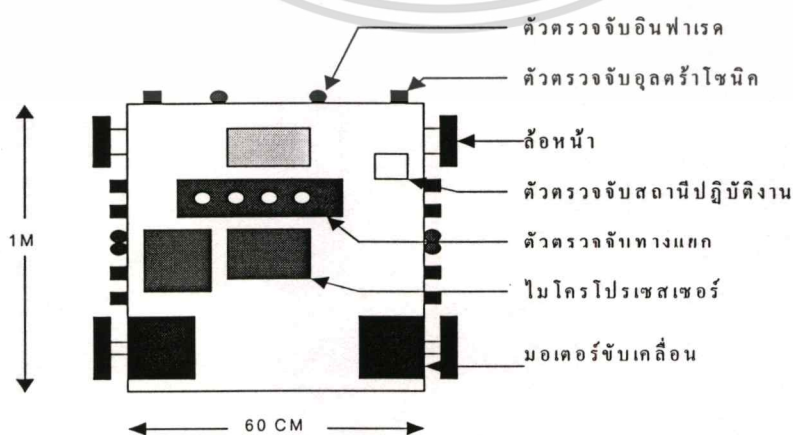 ตัวตรวจจับอินฟาเรด
ตัวตรวจจับอุลตร้าโซนิค
ล้อหน้า
ตัวตรวจจับสถานีปฏิบัติงาน
1M
ตัวตรวจจับทางแยก
ไมโครโปรเซสเซอร์
มอเตอร์ขับเคลื่อน
60 CM